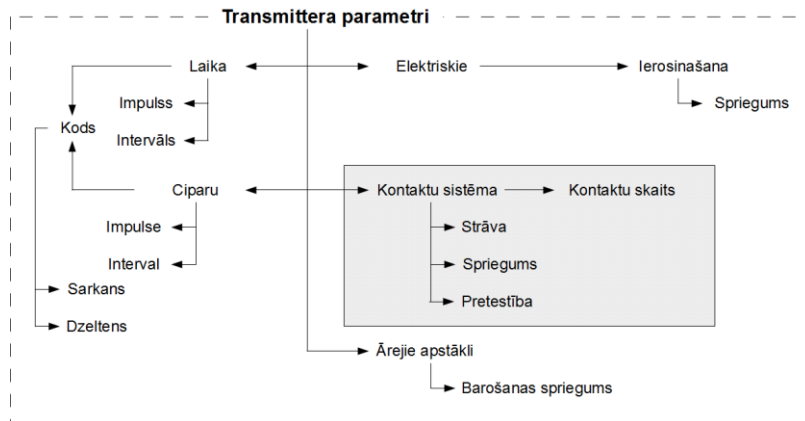 Transmittera parametri
Laika
Elektriskie
Ierosinašana
Impulss
Spriegums
Kods
Intervāls
Ciparu
Kontaktu sistēma
Kontaktu skaits
Impulse
Strāva
Interval
Spriegums
Sarkans
Pretestība
Dzeltens
Ārejie apstākli
Barošanas spriegums